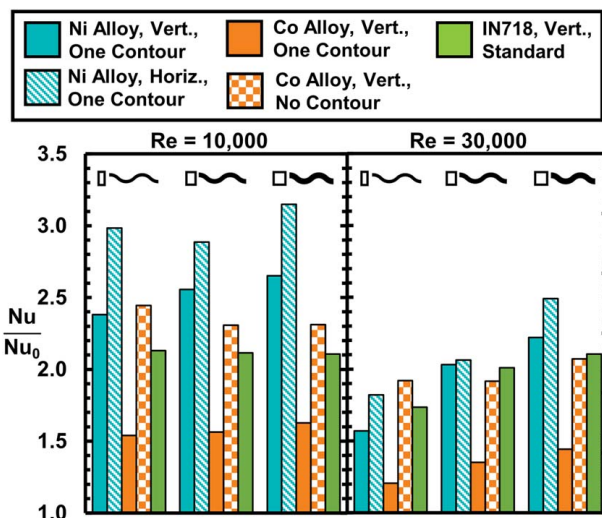 Ni Alloy, Vert.,
One Contour
Co Alloy, Vert.,
One Contour
IN718, Vert.,
Standard
Ni Alloy, Horiz.,
One Contour
Co Alloy, Vert.,
No Contour
Re = 10,000
Re = 30,000
3.5
3.0
2.5
Nu
Nu0
2.0
1.5
1.0